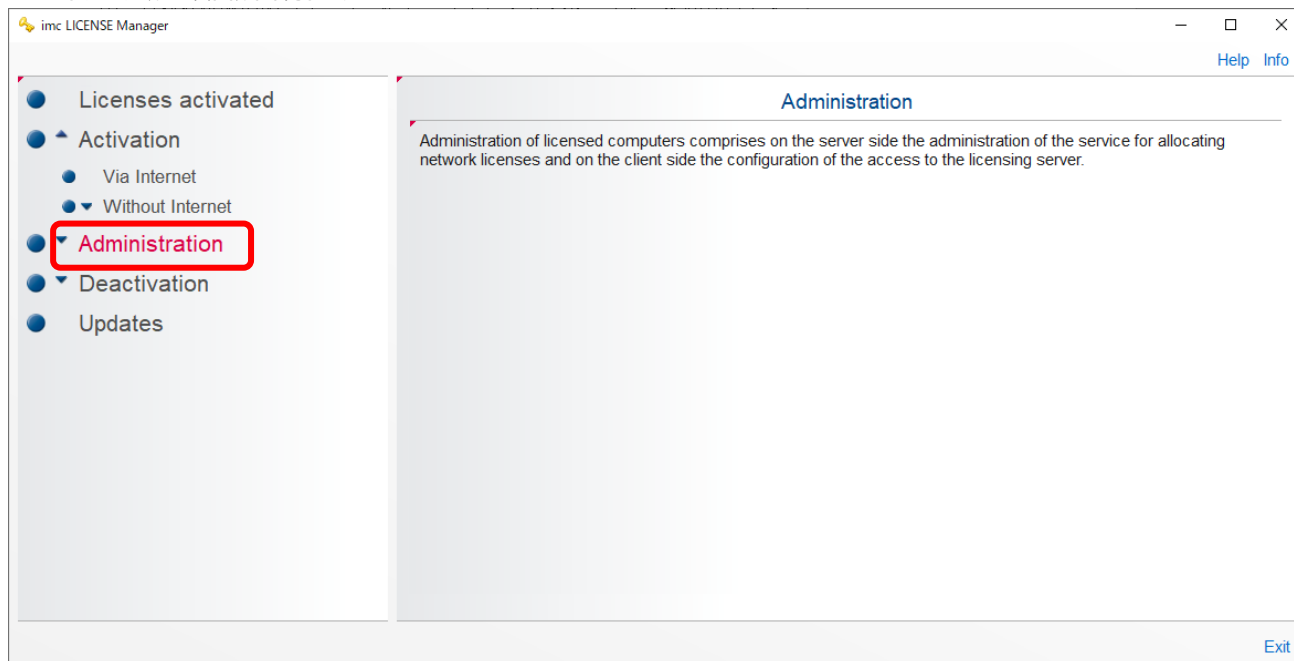 imc LICENSE Manager
Help Info
Licenses activated
Activation
Via Internet
Without Internet
Administration
Deactivation
Updates
Administration
Administration of licensed computers comprises on the server side the administration of the service for allocating
network licenses and on the client side the configuration of the access to the licensing server.
Exit